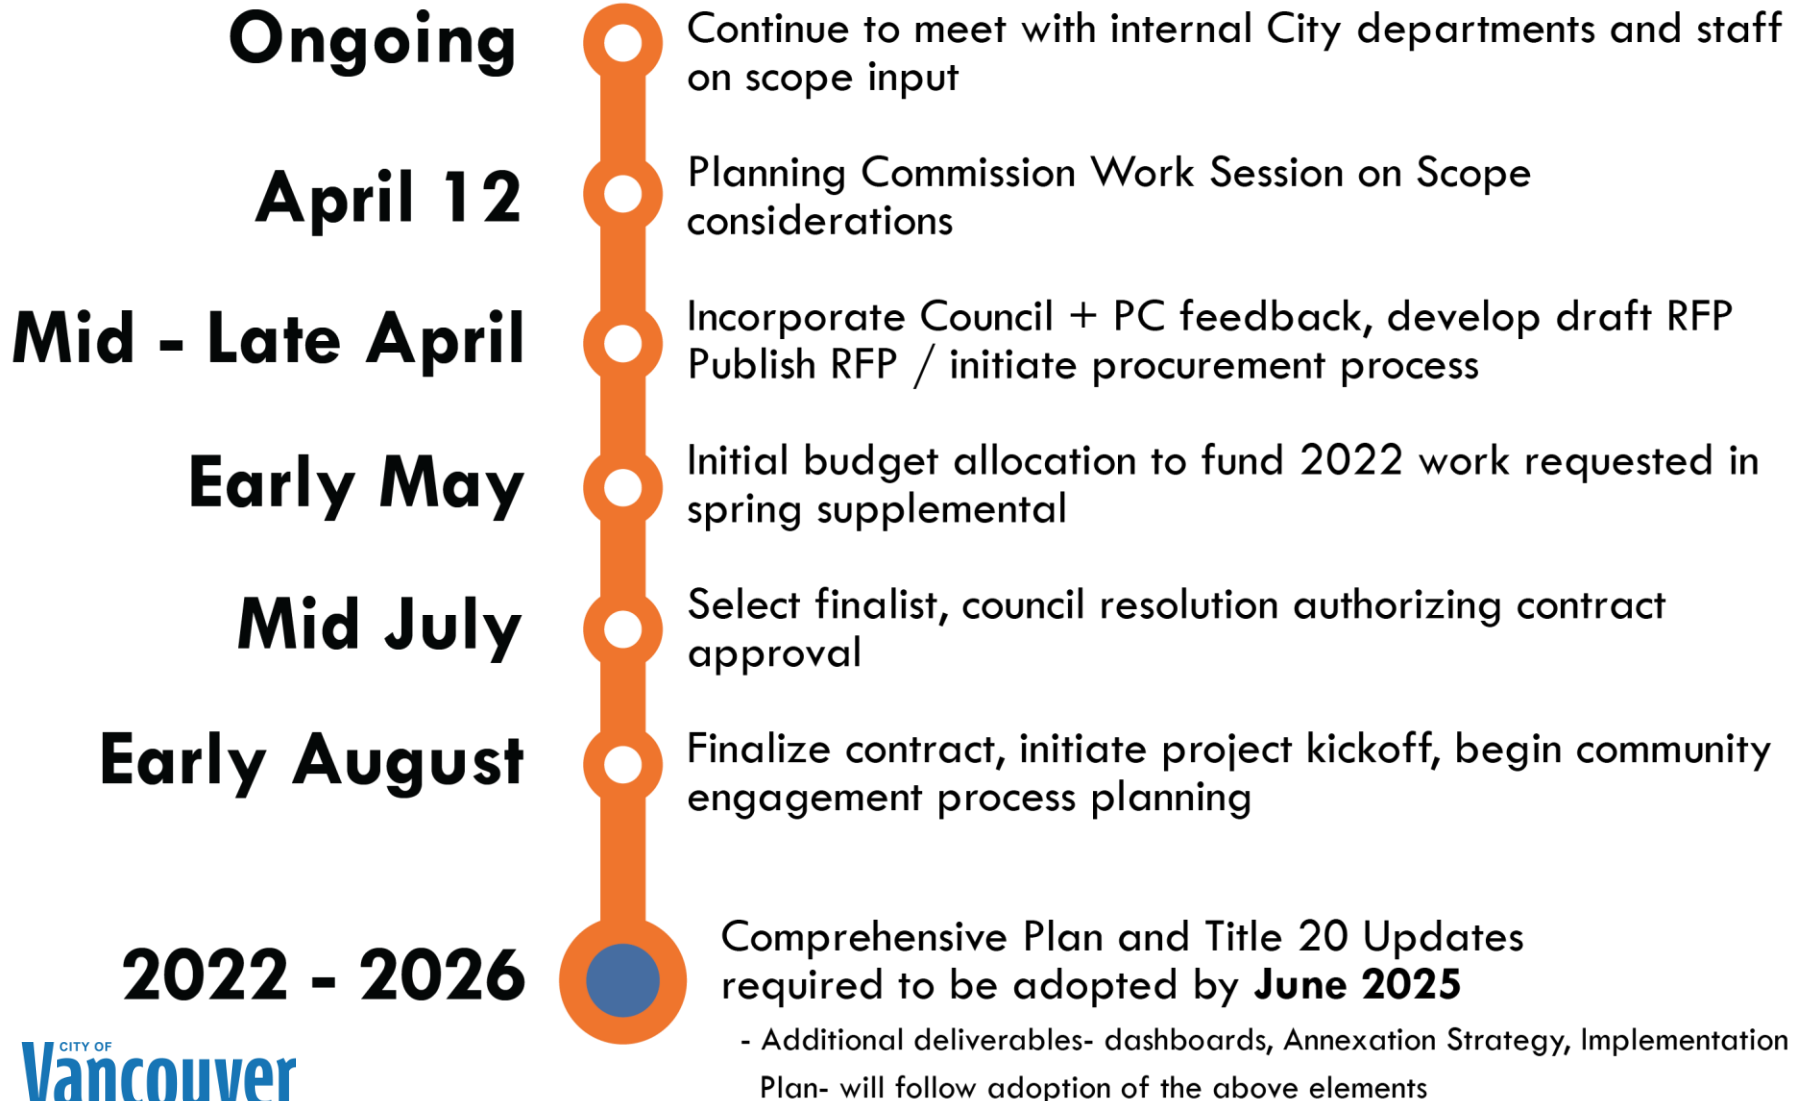 Ongoing
Continue to meet with internal City departments and staff
on scope input
April 12
Planning Commission Work Session on Scope
considerations
Mid - Late April
Incorporate Council + PC feedback, develop draft RFP
Publish RFP / initiate procurement process
Early May
Initial budget allocation to fund 2022 work requested in
spring supplemental
Mid July
Select finalist, council resolution authorizing contract
approval
Early August
Finalize contract, initiate project kickoff, begin community
engagement process planning
2022 - 2026
Comprehensive Plan and Title 20 Updates
required to be adopted by June 2025
- Additional deliverables- dashboards, Annexation Strategy, Implementation
Plan- will follow adoption of the above elements
CITY OF
Vancouver